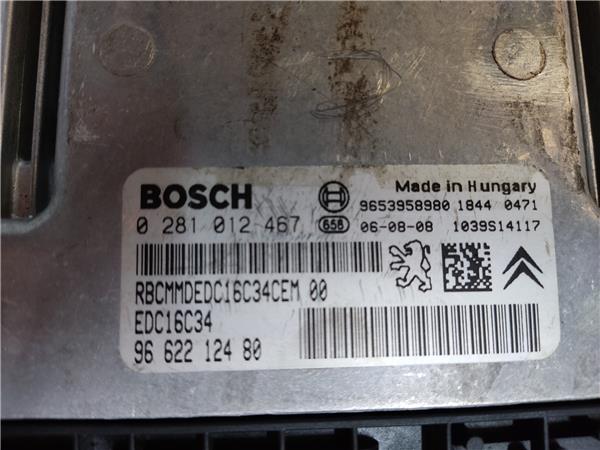 BOSCH
Made in Hungary
9653958980 1844 0471
0 281 012 467 658 06-08-08 1039S14117
RBCMMDEDC16C34CEM 00
EDC16C34
96 622 124 80